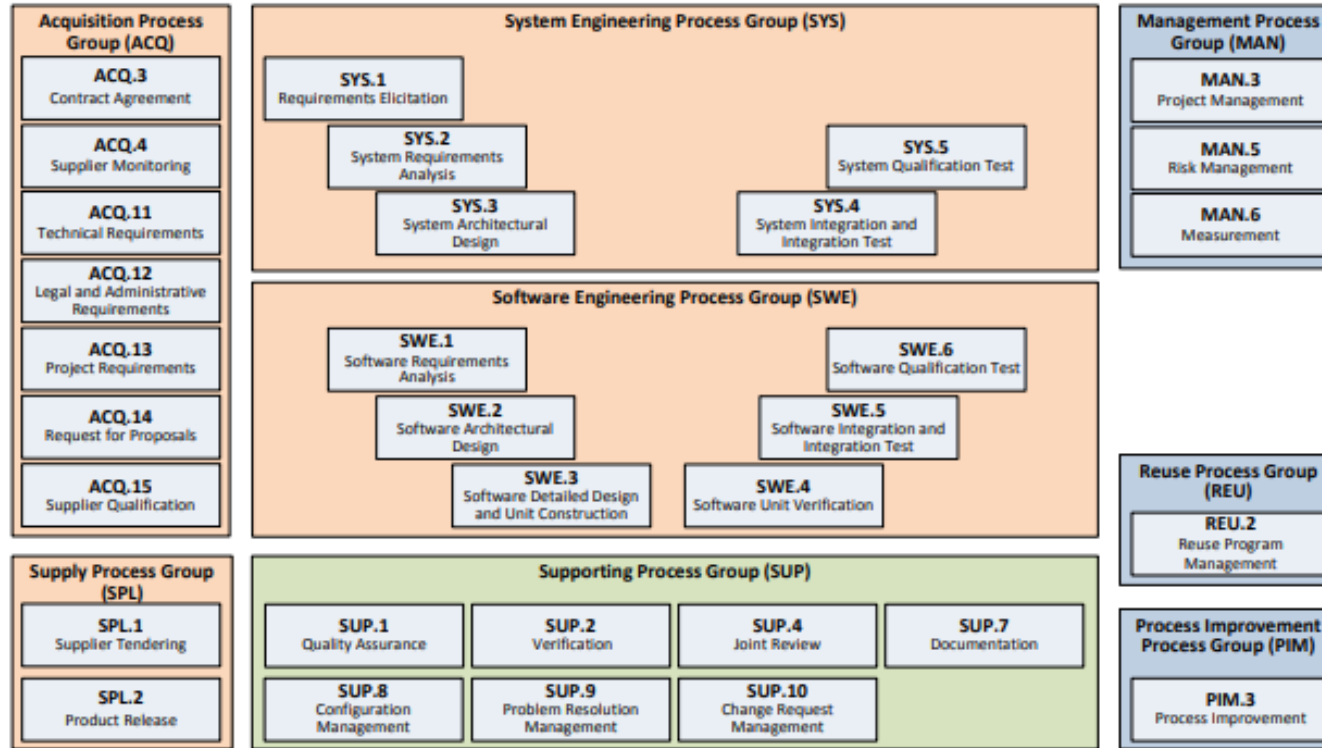 Acquisition Process
Group (ACQ)
ACQ.3
Contract Agreement
ACQ.4
Supplier Monitoring
ACQ.11
Technical Requirements
ACQ.12
Legal and Administrative
Requirements
ACQ.13
Project Requirements
ACQ.14
Request for Proposals
ACQ.15
Supplier Qualification
System Engineering Process Group (SYS)
SYS.1
Requirements Elicitation
SYS.2
System Requirements
Analysis
SYS.3
System Architectural
Design
SYS.5
System Qualification Test
SYS.4
System Integration and
Integration Test
Software Engineering Process Group (SWE)
SWE.1
Software Requirements
Analysis
SWE.2
Software Architectural
Design
SWE.3
Software Detailed Design
and Unit Construction
SWE.6
Software Qualification Test
SWE.5
Software Integration and
Integration Test
SWE.4
Software Unit Verification
Management Process
Group (MAN)
MAN.3
Project Management
MAN.5
Risk Management
MAN.6
Measurement
Reuse Process Group
(REU)
REU.2
Reuse Program
Management
Supply Process Group
(SPL)
SPL.1
Supplier Tendering
SPL.2
Product Release
Supporting Process Group (SUP)
SUP.1
Quality Assurance
SUP.2
Verification
SUP.4
Joint Review
SUP.7
Documentation
SUP.8
Configuration
Management
SUP.9
Problem Resolution
Management
SUP.10
Change Request
Management
Process Improvement
Process Group (PIM)
PIM.3
Process Improvement